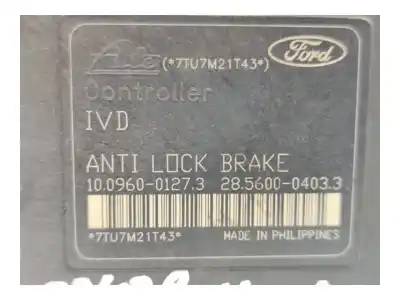 Ate (*7TU7M21T43*) Ford
Controller
IVD
ANTI LOCK BRAKE
10.0960-0127.3 28.5600-0403.3
*7TU7M21T43* MADE IN PHILIPPINES